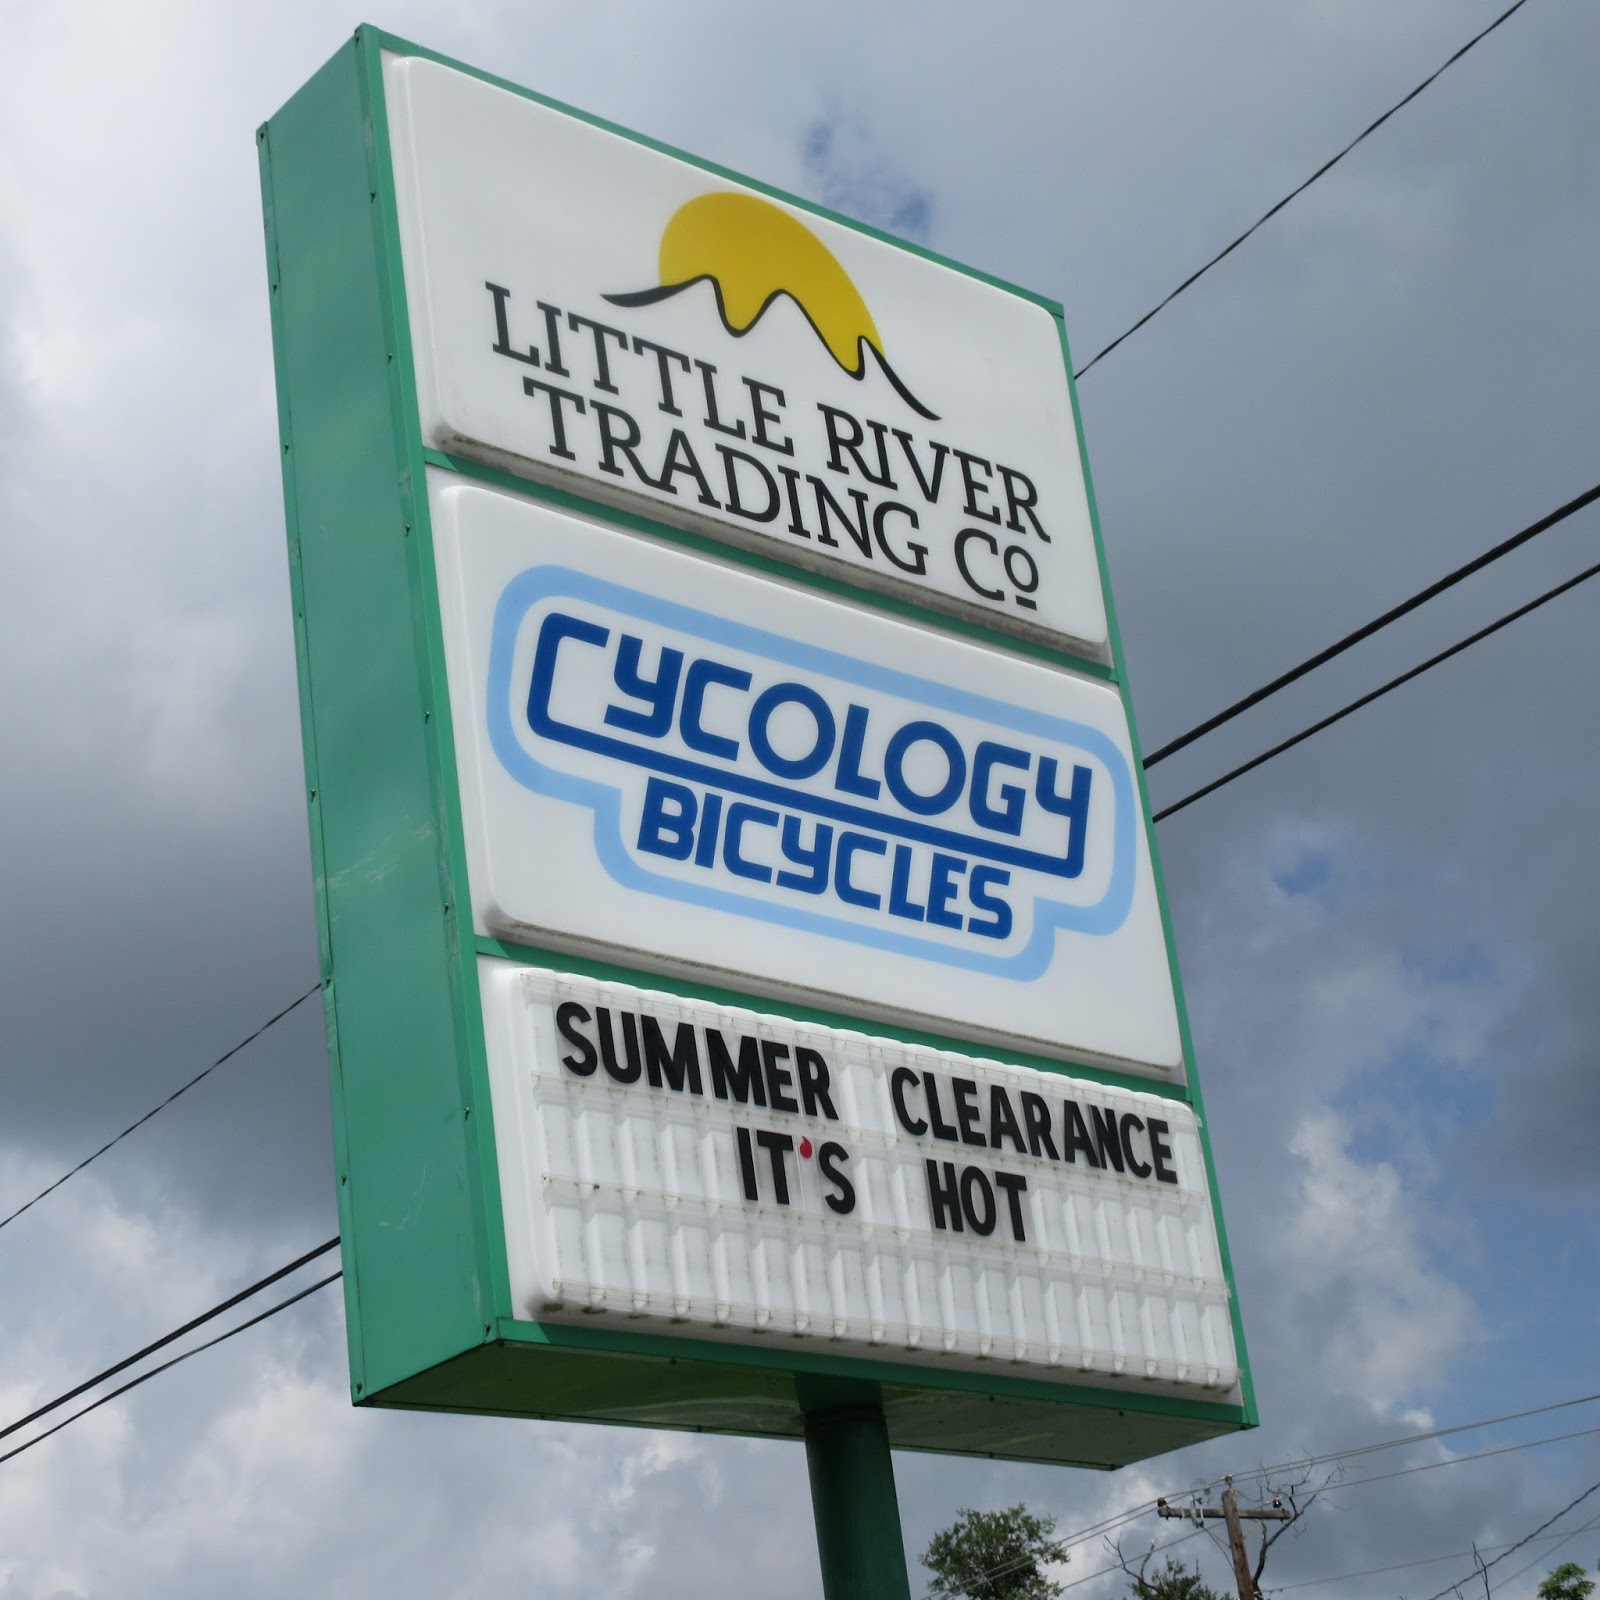 LITTLE RIVER
TRADING CO
CYCOLOGY
BICYCLES
SUMMER CLEARANCE
IT'S HOT